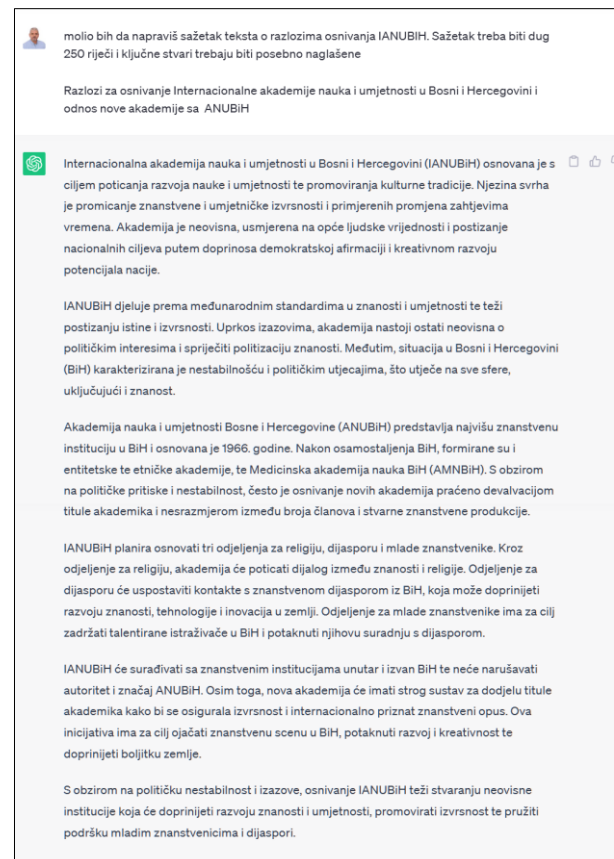 molio bih da napraviš sažetak teksta o razlozima osnivanja IANUBIH. Sažetak treba biti dug
250 riječi i ključne stvari trebaju biti posebno naglašene
Razlozi za osnivanje Internacionalne akademije nauka i umjetnosti u Bosni i Hercegovini i
odnos nove akademije sa ANUBiH
Internacionalna akademija nauka i umjetnosti u Bosni i Hercegovini (IANUBiH) osnovana je s
ciljem poticanja razvoja nauke i umjetnosti te promoviranja kulturne tradicije. Njezina svrha
je promicanje znanstvene i umjetničke izvrsnosti i primjerenih promjena zahtjevima
vremena. Akademija je neovisna, usmjerena na opće ljudske vrijednosti i postizanje
nacionalnih ciljeva putem doprinosa demokratskoj afirmaciji i kreativnom razvoju
potencijala nacije.
IANUBiH djeluje prema međunarodnim standardima u znanosti i umjetnosti te teži
postizanju istine i izvrsnosti. Uprkos izazovima, akademija nastoji ostati neovisna o
političkim interesima i spriječiti politizaciju znanosti. Međutim, situacija u Bosni i Hercegovini
(BiH) karakterizirana je nestabilnošću i političkim utjecajima, što utječe na sve sfere,
uključujući i znanost.
Akademija nauka i umjetnosti Bosne i Hercegovine (ANUBiH) predstavlja najvišu znanstvenu
instituciju u BiH i osnovana je 1966. godine. Nakon osamostaljenja BiH, formirane su i
entitetske te etničke akademije, te Medicinska akademija nauka BiH (AMNBiH). S obzirom
na političke pritiske i nestabilnost, često je osnivanje novih akademija praćeno devalvacijom
titule akademika i nesrazmjerom između broja članova i stvarne znanstvene produkcije.
IANUBiH planira osnovati tri odjeljenja za religiju, dijasporu i mlade znanstvenike. Kroz
odjeljenje za religiju, akademija će poticati dijalog između znanosti i religije. Odjeljenje za
dijasporu će uspostaviti kontakte s znanstvenom dijasporom iz BiH, koja može doprinijeti
razvoju znanosti, tehnologije i inovacija u zemlji. Odjeljenje za mlade znanstvenike ima za cilj
zadržati talentirane istraživače u BiH i potaknuti njihovu suradnju s dijasporom.
IANUBiH će surađivati sa znanstvenim institucijama unutar i izvan BiH te neće narušavati
autoritet i značaj ANUBiH. Osim toga, nova akademija će imati strog sustav za dodjelu titule
akademika kako bi se osigurala izvrsnost i internacionalno priznat znanstveni opus. Ova
inicijativa ima za cilj ojačati znanstvenu scenu u BiH, potaknuti razvoj i kreativnost te
doprinijeti boljitku zemlje.
S obzirom na političku nestabilnost i izazove, osnivanje IANUBiH teži stvaranju neovisne
institucije koja će doprinijeti razvoju znanosti i umjetnosti, promovirati izvrsnost te pružiti
podršku mladim znanstvenicima i dijaspori.